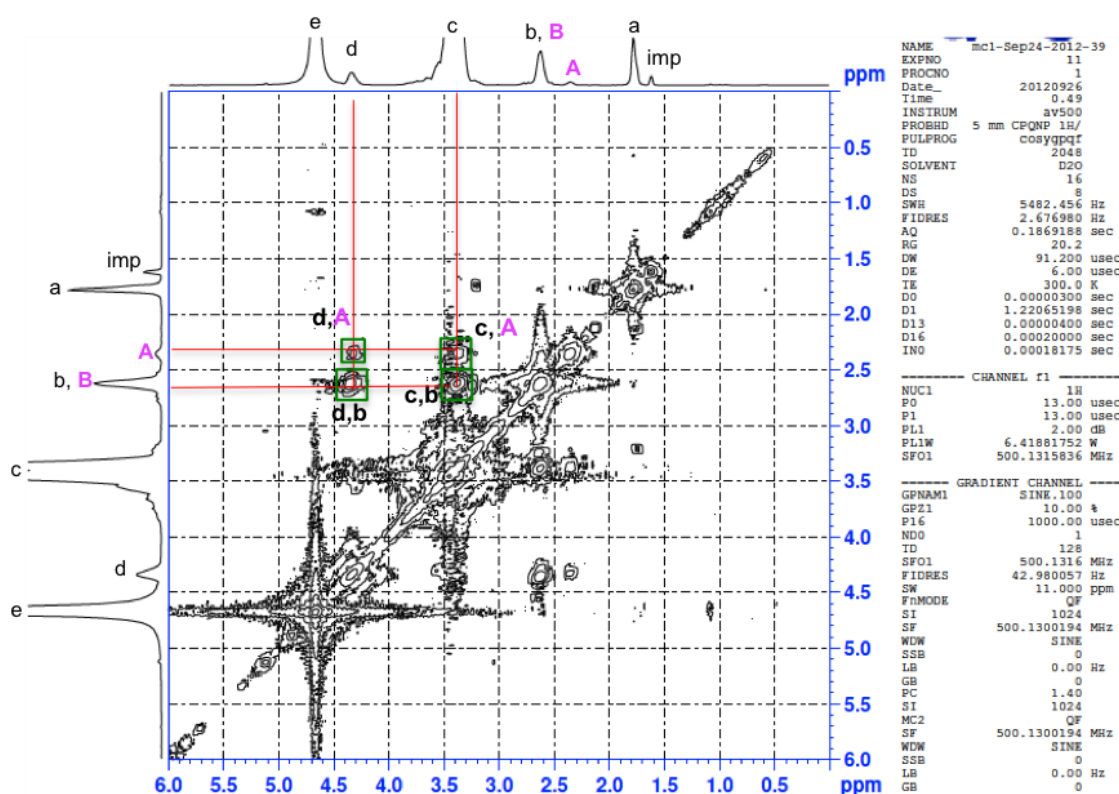 e
d
c
b, B
a
A
imp
ppm
0.5
1.0
1.5
2.0
2.5
3.0
3.5
4.0
4.5
5.0
5.5
6.0
ppm
6.0 5.5 5.0 4.5 4.0 3.5 3.0 2.5 2.0 1.5 1.0 0.5 ppm
imp
a
A
b, B
c
d
e
d,A
c, A
d,b
c,b
NAME mc1-Sep24-2012-39
EXPNO 11
PROCNO 1
Date_ 20120926
Time 0.49
INSTRUM av500
PROBHD 5 mm CPQNP 1H/
PULPROG cosygpqf
TD 2048
SOLVENT D2O
NS 16
DS 8
SWH 5482.456 Hz
FIDRES 2.676980 Hz
AQ 0.1869188 sec
RG 20.2
DW 91.200 usec
DE 6.00 usec
TE 300.0 K
D0 0.00000300 sec
D1 1.22065198 sec
D13 0.00000400 sec
D16 0.00020000 sec
IN0 0.00018175 sec
------ CHANNEL f1 ------
NUC1 1H
P0 13.00 usec
P1 13.00 usec
PL1 2.00 dB
PL1W 6.41881752 W
SFO1 500.1315836 MHz
------ GRADIENT CHANNEL -----
GPNAM1 SINE.100
GPZ1 10.00 %
P16 1000.00 usec
ND0 1
TD 128
SFO1 500.1316 MHz
FIDRES 42.980057 Hz
SW 11.000 ppm
FnMODE QF
SI 1024
SF 500.1300194 MHz
WDW SINE
SSB 0
LB 0.00 Hz
GB 0
PC 1.40
SI 1024
MC2 QF
SF 500.1300194 MHz
WDW SINE
SSB 0
LB 0.00 Hz
GB 0